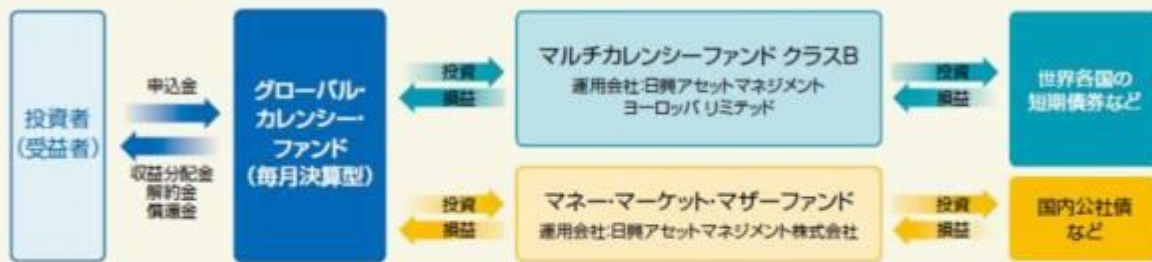 投資者
(受益者)
申込金
収益分配金
解約金
償還金
グローバル・
カレンシー・
ファンド
(毎月決算型)
投資
損益
マルチカレンシーファンド クラスB
運用会社:日興アセットマネジメント
ヨーロッパ リミテッド
投資
損益
世界各国の
短期債券など
投資
損益
マネー・マーケット・マザーファンド
運用会社:日興アセットマネジメント株式会社
投資
損益
国内公社債
など